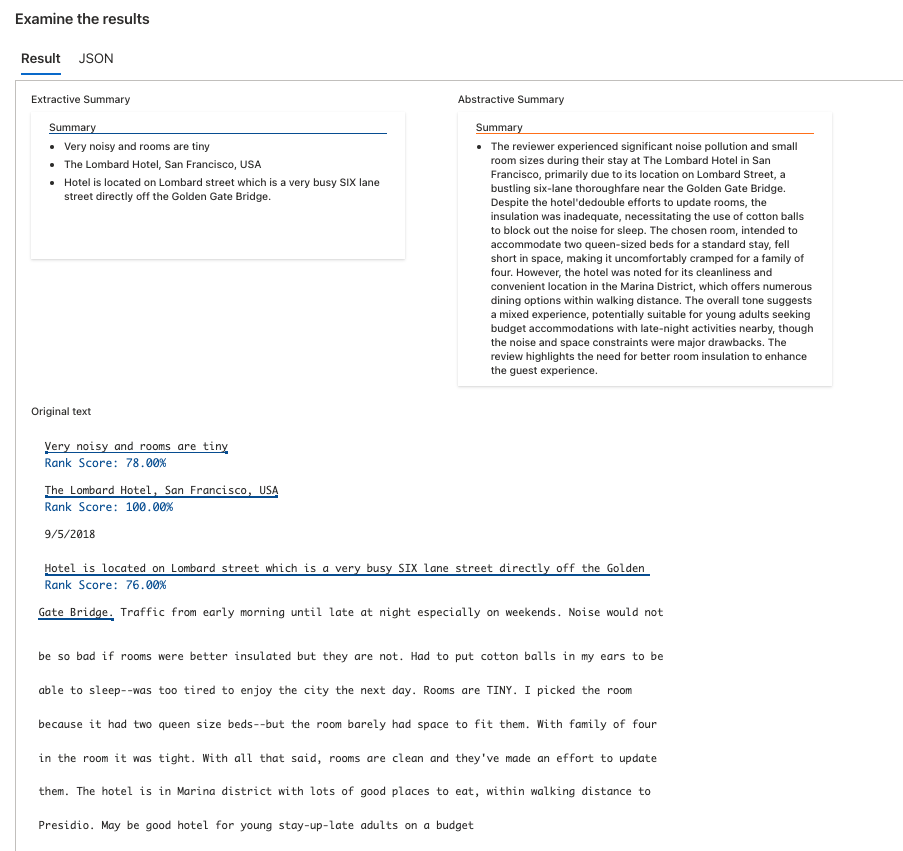 Examine the results
Result JSON
Extractive Summary
Summary
• Very noisy and rooms are tiny
• The Lombard Hotel, San Francisco, USA
• Hotel is located on Lombard street which is a very busy SIX lane
street directly off the Golden Gate Bridge.
Abstractive Summary
Summary
• The reviewer experienced significant noise pollution and small
room sizes during their stay at The Lombard Hotel in San
Francisco, primarily due to its location on Lombard Street, a
bustling six-lane thoroughfare near the Golden Gate Bridge.
Despite the hotel'dedouble efforts to update rooms, the
insulation was inadequate, necessitating the use of cotton balls
to block out the noise for sleep. The chosen room, intended to
accommodate two queen-sized beds for a standard stay, fell
short in space, making it uncomfortably cramped for a family of
four. However, the hotel was noted for its cleanliness and
convenient location in the Marina District, which offers numerous
dining options within walking distance. The overall tone suggests
a mixed experience, potentially suitable for young adults seeking
budget accommodations with late-night activities nearby, though
the noise and space constraints were major drawbacks. The
review highlights the need for better room insulation to enhance
the guest experience.
Original text
Very noisy and rooms are tiny
Rank Score: 78.00%
The Lombard Hotel, San Francisco, USA
Rank Score: 100.00%
9/5/2018
Hotel is located on Lombard street which is a very busy SIX lane street directly off the Golden
Rank Score: 76.00%
Gate Bridge. Traffic from early morning until late at night especially on weekends. Noise would not
be so bad if rooms were better insulated but they are not. Had to put cotton balls in my ears to be
able to sleep--was too tired to enjoy the city the next day. Rooms are TINY. I picked the room
because it had two queen size beds--but the room barely had space to fit them. With family of four
in the room it was tight. With all that said, rooms are clean and they've made an effort to update
them. The hotel is in Marina district with lots of good places to eat, within walking distance to
Presidio. May be good hotel for young stay-up-late adults on a budget